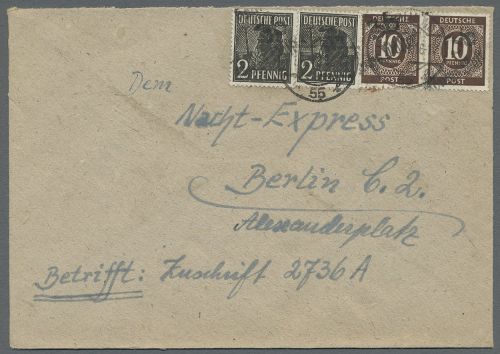 DEUTSCHE POST DEUTSCHE POST DEUTSCHE DEUTSCHE
2 PFENNIG 2 PFENNIG 10 PFENNIG 10 PFENNIG
POST POST
55
Dem
Nacht-Express
Berlin C. 2.
Alexanderplatz
Betrifft: Zuschrift 2736 A